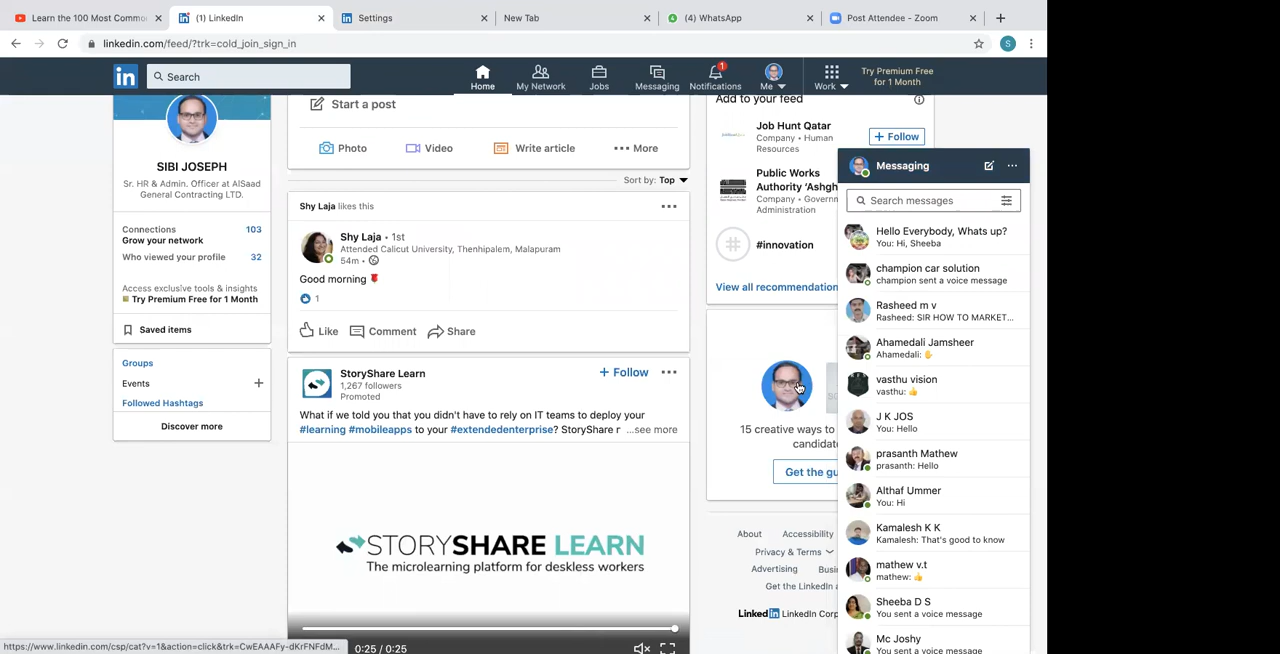 Learn the 100 Most Commo
(1) LinkedIn
Settings
New Tab
(4) WhatsApp
Post Attendee - Zoom
linkedin.com/feed/?trk=cold_join_sign_in
S
in
Search
Home
My Network
Jobs
Messaging
1
Notifications
Me
Work
Try Premium Free
for 1 Month
SIBI JOSEPH
Sr. HR & Admin. Officer at AlSaad
General Contracting LTD.
Connections 103
Grow your network
Who viewed your profile 32
Access exclusive tools & insights
Try Premium Free for 1 Month
Saved items
Groups
Events
Followed Hashtags
Discover more
Start a post
Photo
Video
Write article
More
Sort by: Top
Shy Laja likes this
Shy Laja • 1st
Attended Calicut University, Thenhipalem, Malapuram
54m •
Good morning
1
Like
Comment
Share
StoryShare Learn
1,267 followers
Promoted
+ Follow
What if we told you that you didn't have to rely on IT teams to deploy your
#learning #mobileapps to your #extendedenterprise? StoryShare r ...see more
STORYSHARE LEARN
The microlearning platform for deskless workers
0:25 / 0:25
Add to your feed
Job Hunt Qatar
Company • Human
Resources
+ Follow
Public Works
Authority 'Ashgh
Company • Governm
Administration
#innovation
View all recommendation
15 creative ways to
candidat
Get the gu
About
Accessibility
Privacy & Terms
Advertising
Busi
Get the LinkedIn a
Linked in LinkedIn Corp
Messaging
Search messages
Hello Everybody, Whats up?
You: Hi, Sheeba
champion car solution
champion sent a voice message
Rasheed m v
Rasheed: SIR HOW TO MARKET...
Ahamedali Jamsheer
Ahamedali: ✋
vasthu vision
vasthu: 👍
J K JOS
You: Hello
prasanth Mathew
prasanth: Hello
Althaf Ummer
You: Hi
Kamalesh K K
Kamalesh: That's good to know
mathew v.t
mathew: 👍
Sheeba D S
You sent a voice message
Mc Joshy
You sent a voice message
https://www.linkedin.com/csp/cat?v=1&action=click&trk=CwEAAAFy-dKrFNFdM...